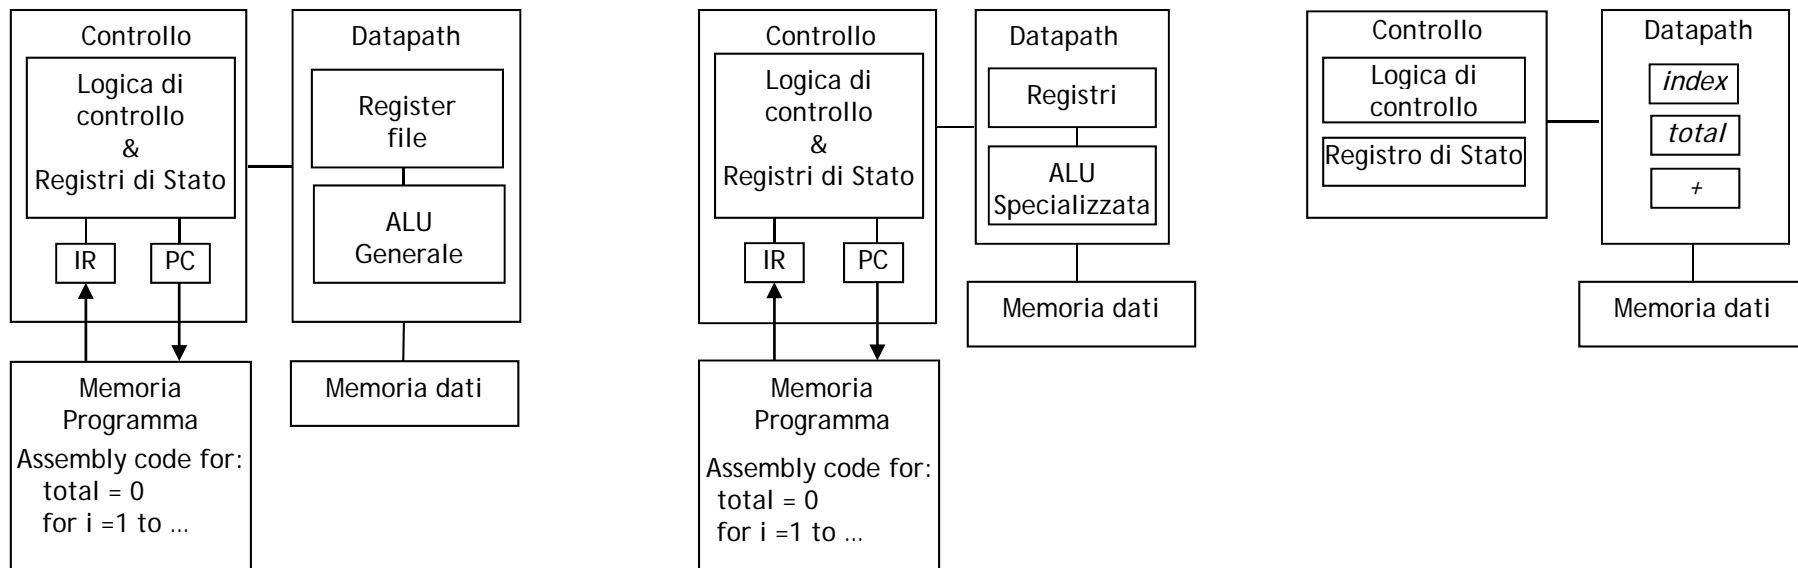 Controllo
Logica di
controllo
&
Registri di Stato
IR
PC
Memoria
Programma
Assembly code for:
total = 0
for i =1 to ...
Datapath
Register
file
ALU
Generale
Memoria dati
Controllo
Logica di
controllo
&
Registri di Stato
IR
PC
Memoria
Programma
Assembly code for:
total = 0
for i =1 to ...
Datapath
Registri
ALU
Specializzata
Memoria dati
Controllo
Logica di
controllo
Registro di Stato
Datapath
index
total
+
Memoria dati